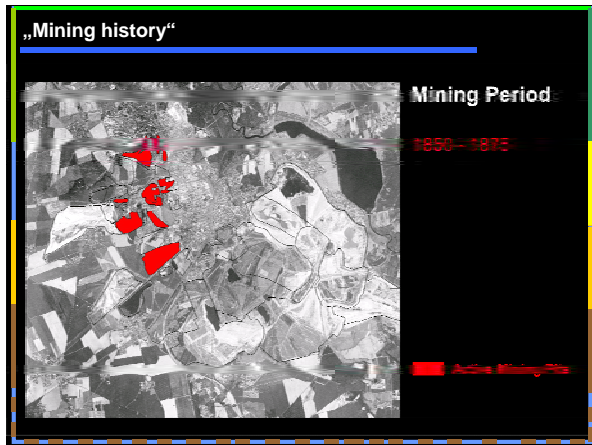 „Mining history“
Mining Period
1850 - 1875
Active Mining Pits